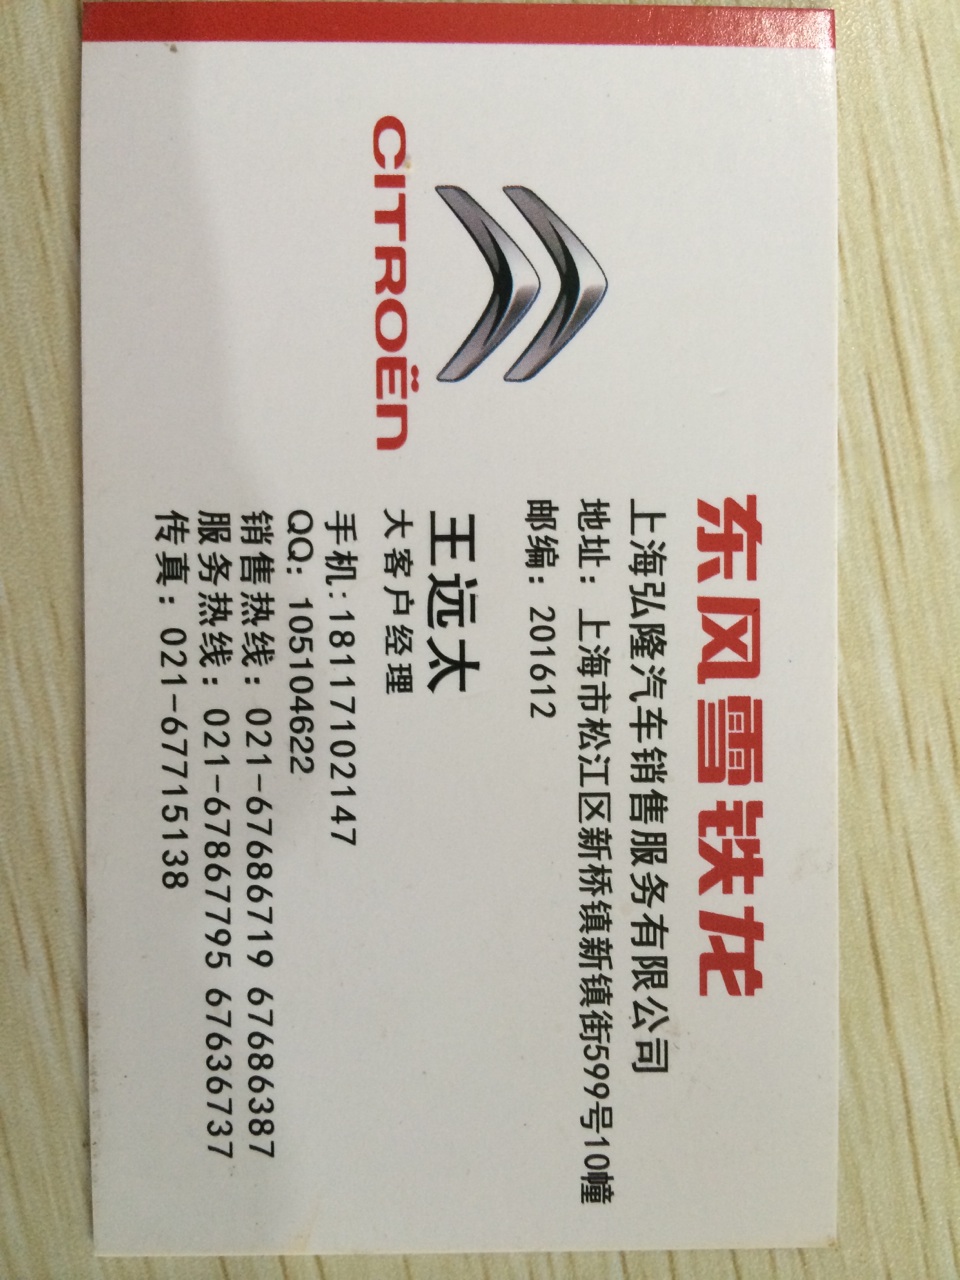 东风雪铁龙
上海弘隆汽车销售服务有限公司
地址：上海市松江区新桥镇新镇街599号10幢
邮编：201612
CITROËN
王远太
大客户经理
手机:18117102147
QQ: 105104622
销售热线：021-67686719 67686387
服务热线：021-67867795 67636737
传真：021-67715138